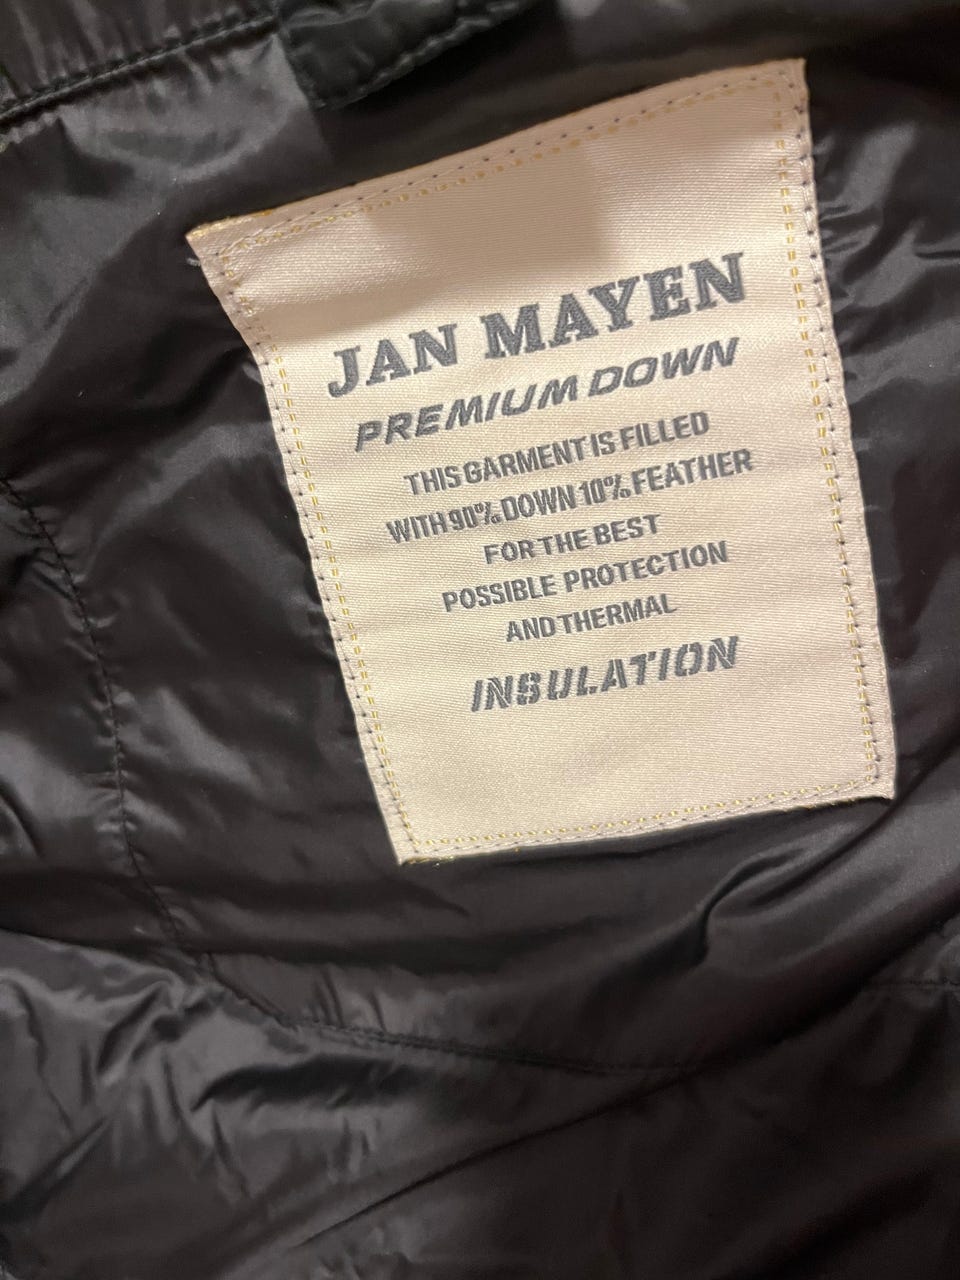 JAN MAYEN
PREMIUM DOWN
THIS GARMENT IS FILLED
WITH 90% DOWN 10% FEATHER
FOR THE BEST
POSSIBLE PROTECTION
AND THERMAL
INSULATION